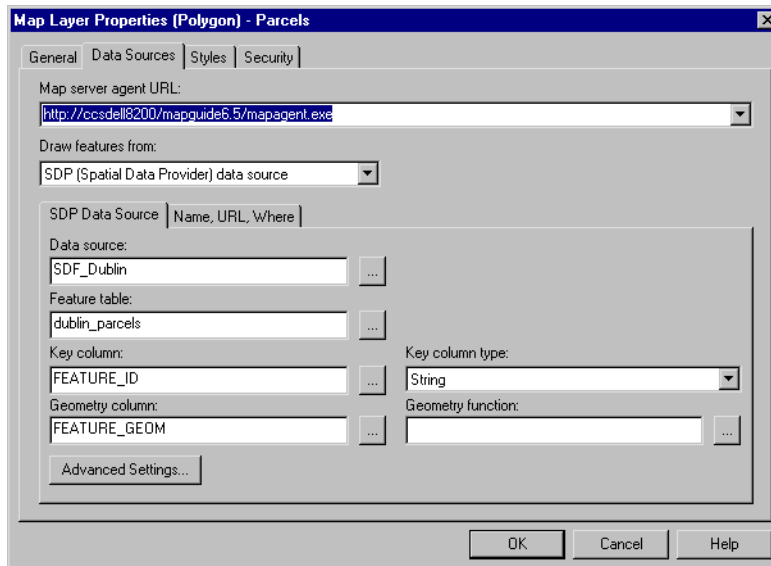 Map Layer Properties (Polygon) - Parcels
General Data Sources Styles Security
Map server agent URL:
http://ccsdell8200/mapguide6.5/mapagent.exe
Draw features from:
SDP (Spatial Data Provider) data source
SDP Data Source Name, URL, Where
Data source:
SDF_Dublin
...
Feature table:
dublin_parcels
...
Key column: Key column type:
FEATURE_ID ... String
Geometry column: Geometry function:
FEATURE_GEOM ... ...
Advanced Settings...
OK Cancel Help